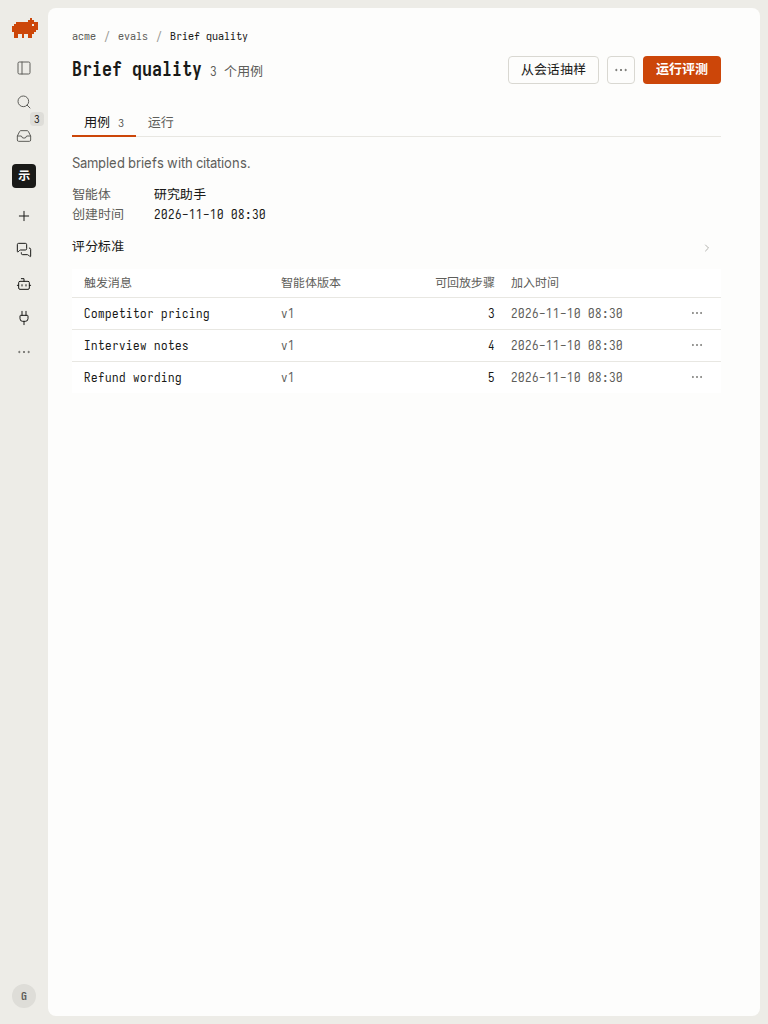 acme / evals / Brief quality
Brief quality 3 个用例
从会话抽样
···
运行评测
3
示
用例 3 运行
Sampled briefs with citations.
智能体 研究助手
创建时间 2026-11-10 08:30
评分标准
触发消息 智能体版本 可回放步骤 加入时间
Competitor pricing v1 3 2026-11-10 08:30 ···
Interview notes v1 4 2026-11-10 08:30 ···
Refund wording v1 5 2026-11-10 08:30 ···
G